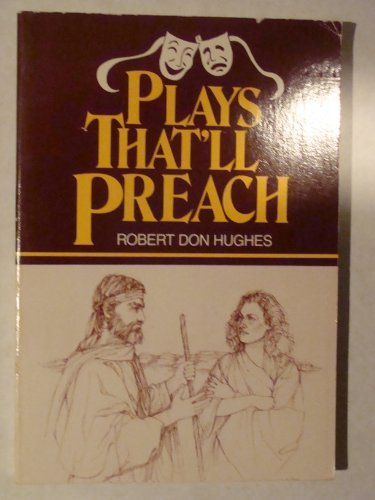 PLAYS
THAT'LL
PREACH
ROBERT DON HUGHES